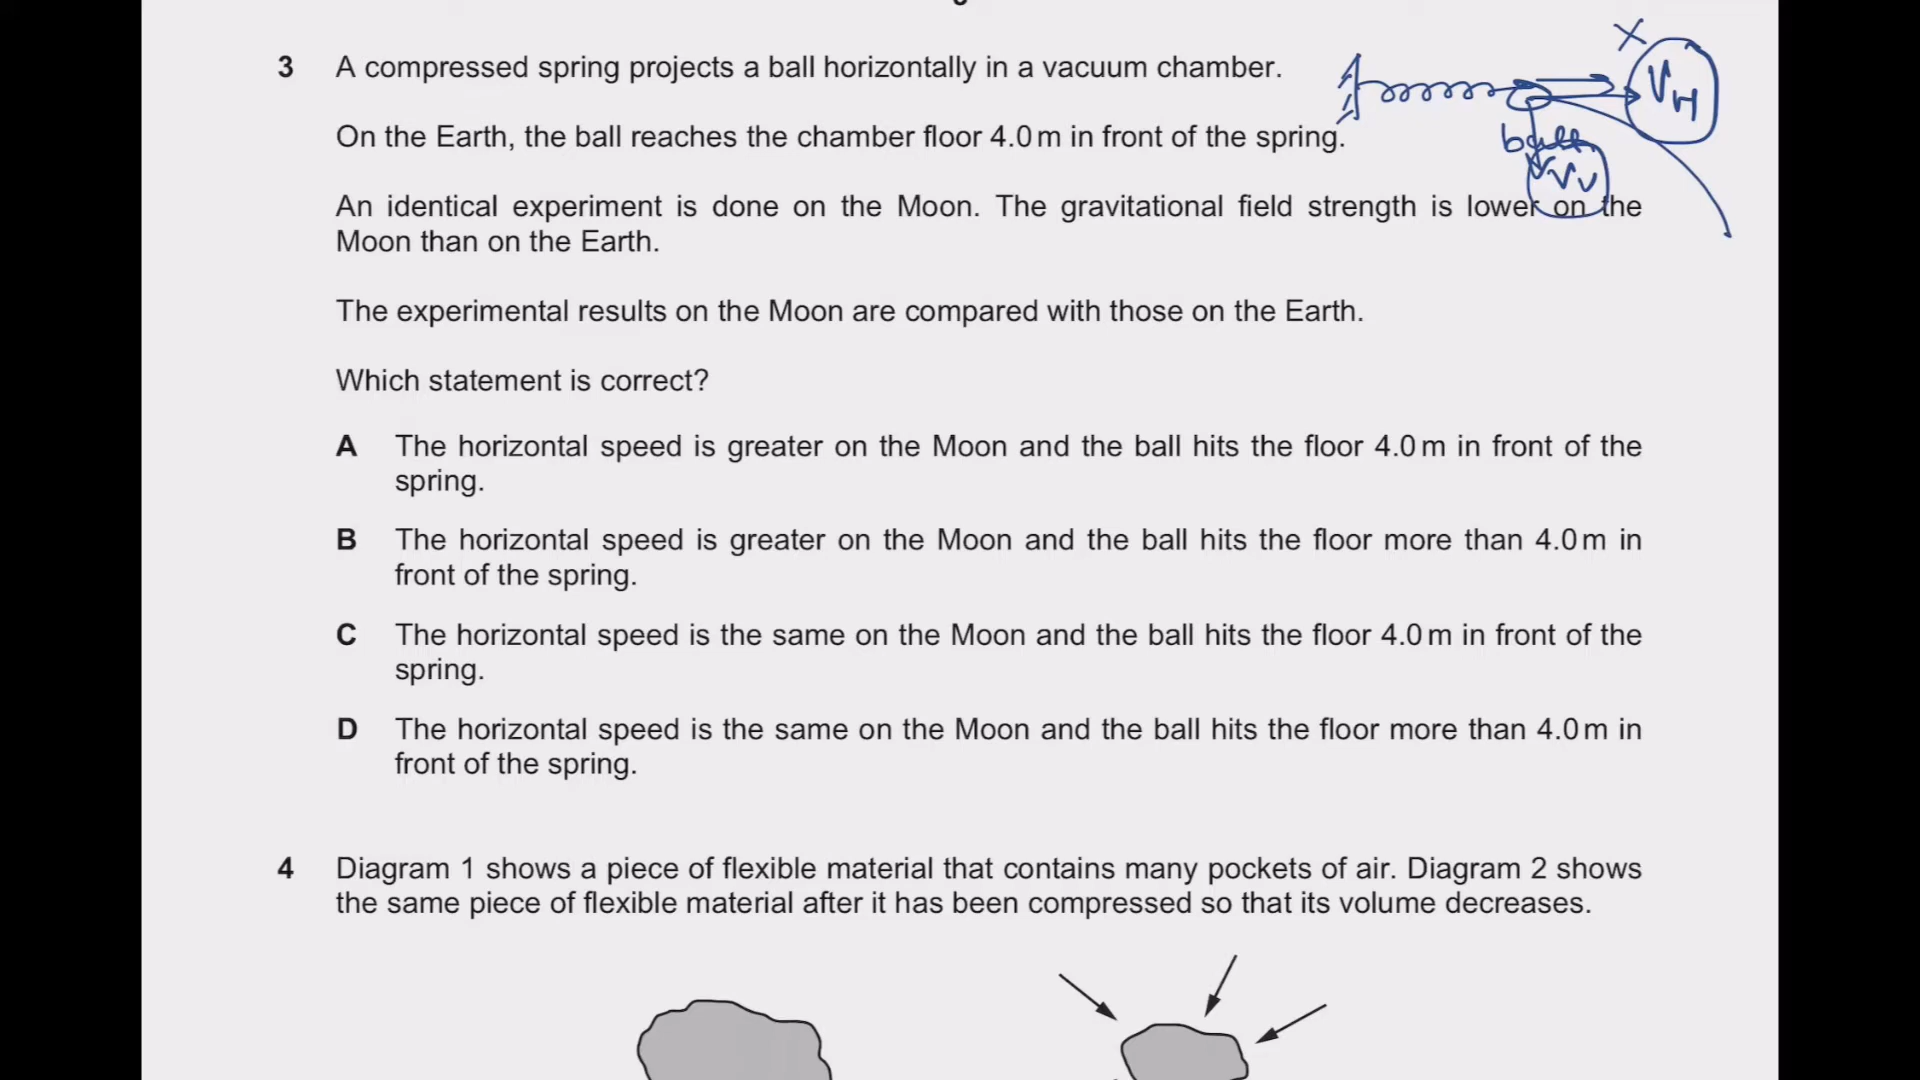 3 A compressed spring projects a ball horizontally in a vacuum chamber.
On the Earth, the ball reaches the chamber floor 4.0 m in front of the spring.
An identical experiment is done on the Moon. The gravitational field strength is lower on the
Moon than on the Earth.
The experimental results on the Moon are compared with those on the Earth.
Which statement is correct?
A The horizontal speed is greater on the Moon and the ball hits the floor 4.0 m in front of the
spring.
B The horizontal speed is greater on the Moon and the ball hits the floor more than 4.0 m in
front of the spring.
C The horizontal speed is the same on the Moon and the ball hits the floor 4.0 m in front of the
spring.
D The horizontal speed is the same on the Moon and the ball hits the floor more than 4.0 m in
front of the spring.
4 Diagram 1 shows a piece of flexible material that contains many pockets of air. Diagram 2 shows
the same piece of flexible material after it has been compressed so that its volume decreases.
X
VH
ball
Vv